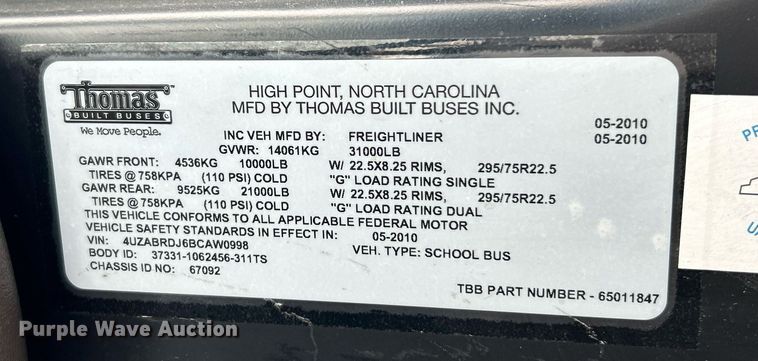 Thomas
BUILT BUSES
We Move People.
HIGH POINT, NORTH CAROLINA
MFD BY THOMAS BUILT BUSES INC.
05-2010
INC VEH MFD BY: FREIGHTLINER 05-2010
GVWR: 14061KG 31000LB
GAWR FRONT: 4536KG 10000LB W/ 22.5X8.25 RIMS, 295/75R22.5
TIRES @ 758KPA (110 PSI) COLD "G" LOAD RATING SINGLE
GAWR REAR: 9525KG 21000LB W/ 22.5X8.25 RIMS, 295/75R22.5
TIRES @ 758KPA (110 PSI) COLD "G" LOAD RATING DUAL
THIS VEHICLE CONFORMS TO ALL APPLICABLE FEDERAL MOTOR
VEHICLE SAFETY STANDARDS IN EFFECT IN: 05-2010
VIN: 4UZABRDJ6BCAW0998 VEH. TYPE: SCHOOL BUS
BODY ID: 37331-1062456-311TS
CHASSIS ID NO: 67092
TBB PART NUMBER - 65011847
Purple Wave Auction